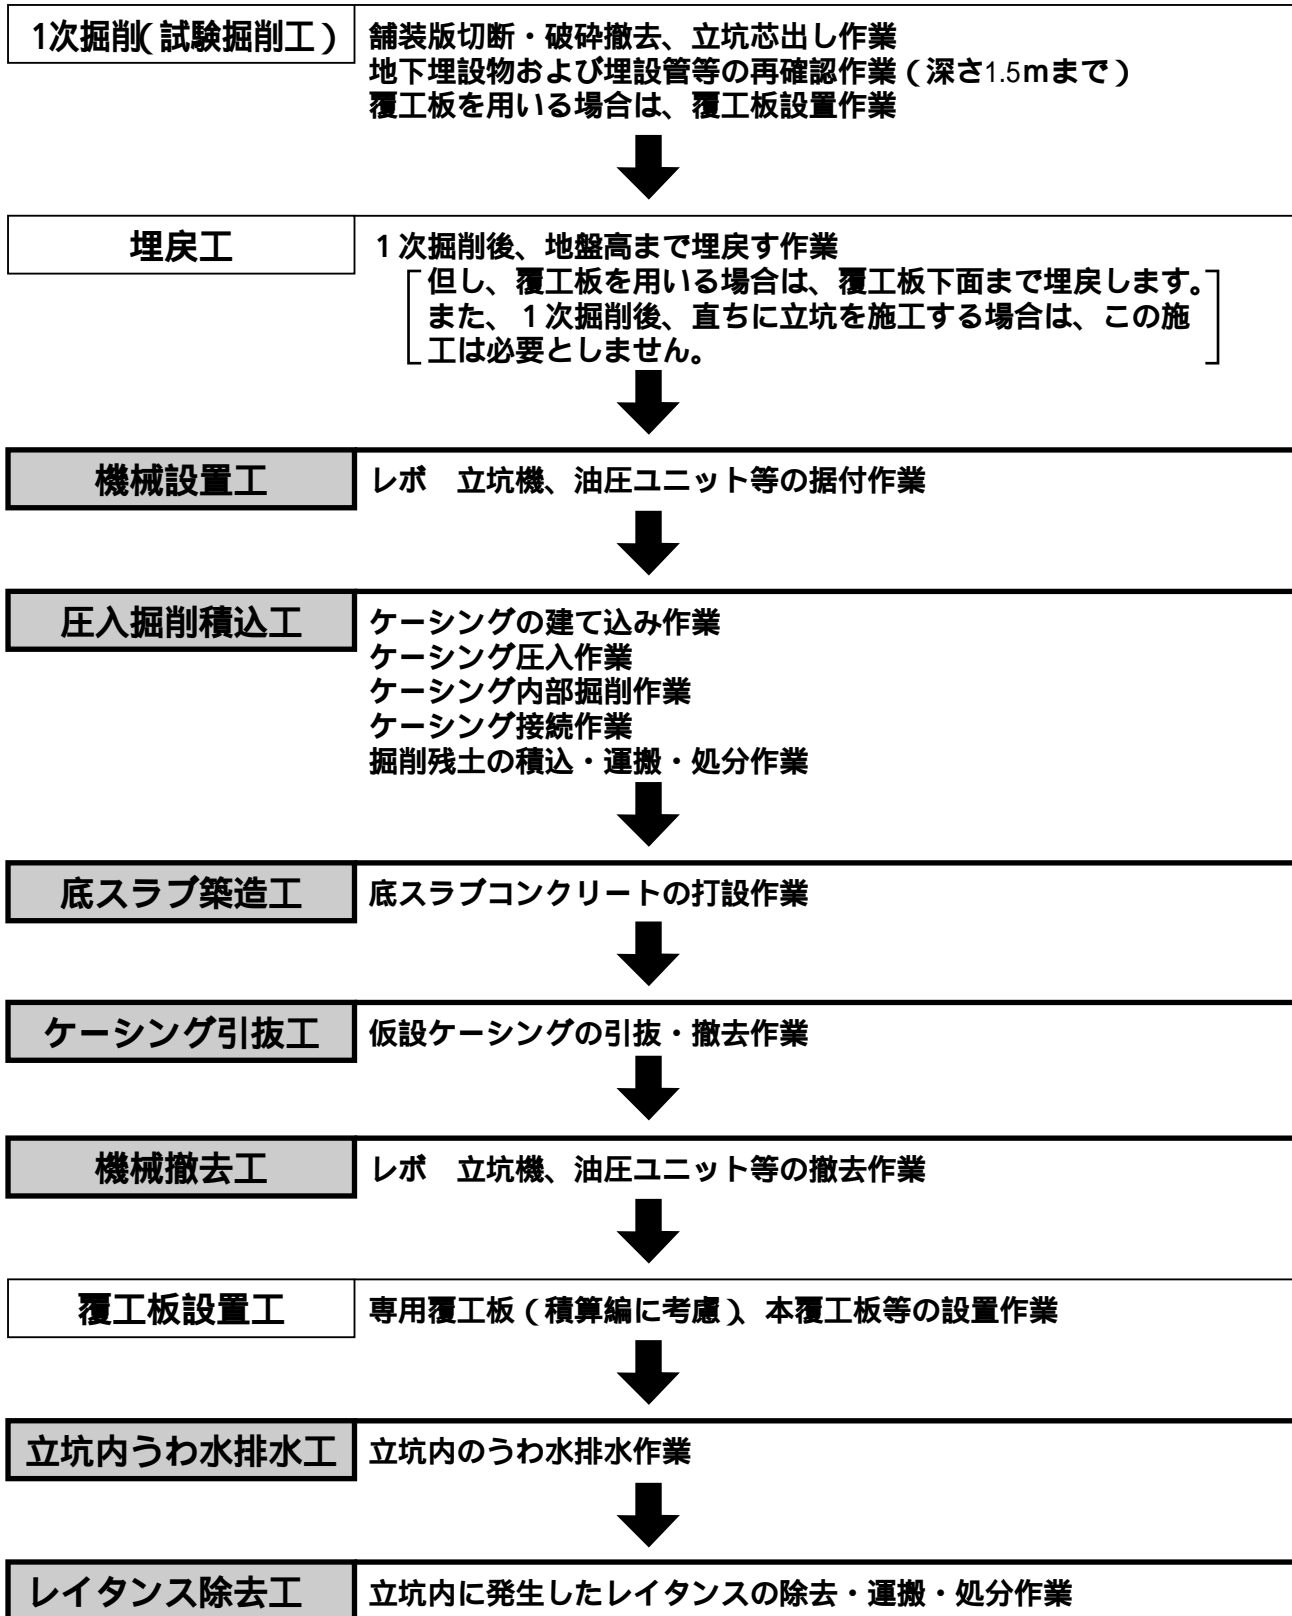 1次掘削(試験掘削工)
舗装版切断・破砕撤去、立坑芯出し作業
地下埋設物および埋設管等の再確認作業(深さ1.5mまで)
覆工板を用いる場合は、覆工板設置作業
埋戻工
1次掘削後、地盤高まで埋戻す作業
但し、覆工板を用いる場合は、覆工板下面まで埋戻します。
また、1次掘削後、直ちに立坑を施工する場合は、この施
工は必要としません。
機械設置工
レボ 立坑機、油圧ユニット等の据付作業
圧入掘削積込工
ケーシングの建て込み作業
ケーシング圧入作業
ケーシング内部掘削作業
ケーシング接続作業
掘削残土の積込・運搬・処分作業
底スラブ築造工
底スラブコンクリートの打設作業
ケーシング引抜工
仮設ケーシングの引抜・撤去作業
機械撤去工
レボ 立坑機、油圧ユニット等の撤去作業
覆工板設置工
専用覆工板(積算編に考慮)、本覆工板等の設置作業
立坑内うわ水排水工
立坑内のうわ水排水作業
レイタンス除去工
立坑内に発生したレイタンスの除去・運搬・処分作業